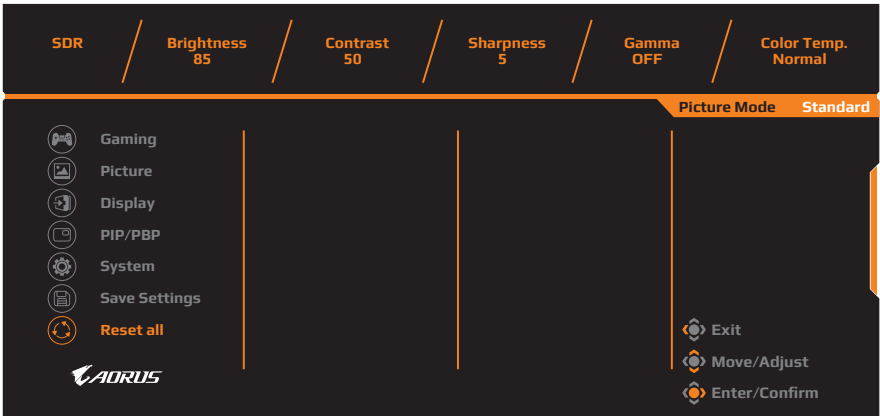 SDR
Brightness
85
Contrast
50
Sharpness
5
Gamma
OFF
Color Temp.
Normal
Picture Mode Standard
Gaming
Picture
Display
PIP/PBP
System
Save Settings
Reset all
AORUS
Exit
Move/Adjust
Enter/Confirm